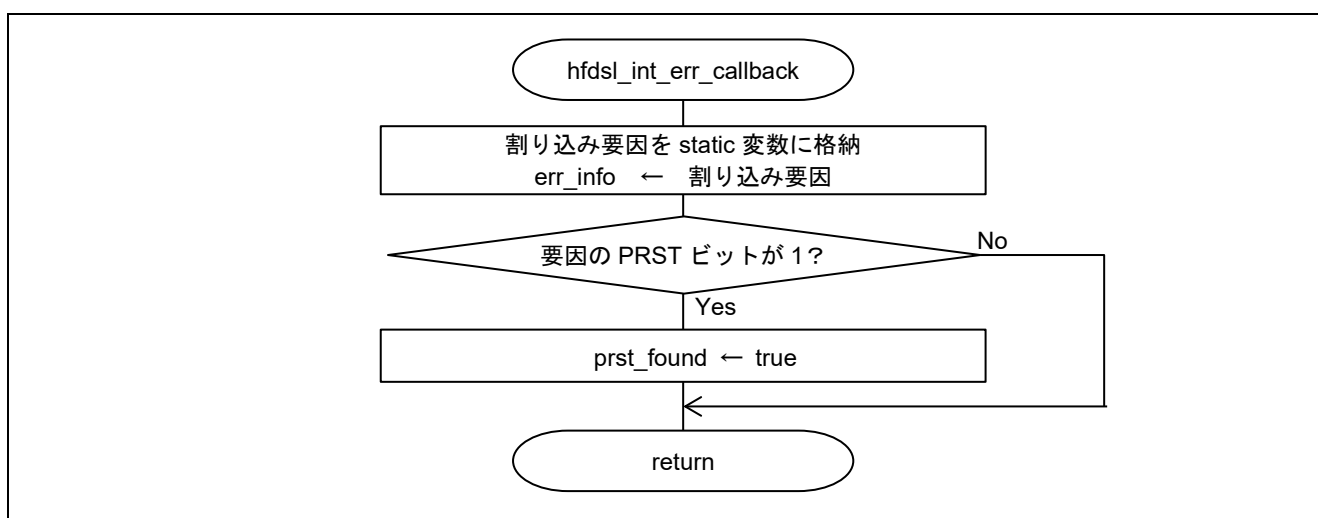 hfdsl_int_err_callback
割り込み要因を static 変数に格納
err_info ← 割り込み要因
要因の PRST ビットが 1？
No
Yes
prst_found ← true
return